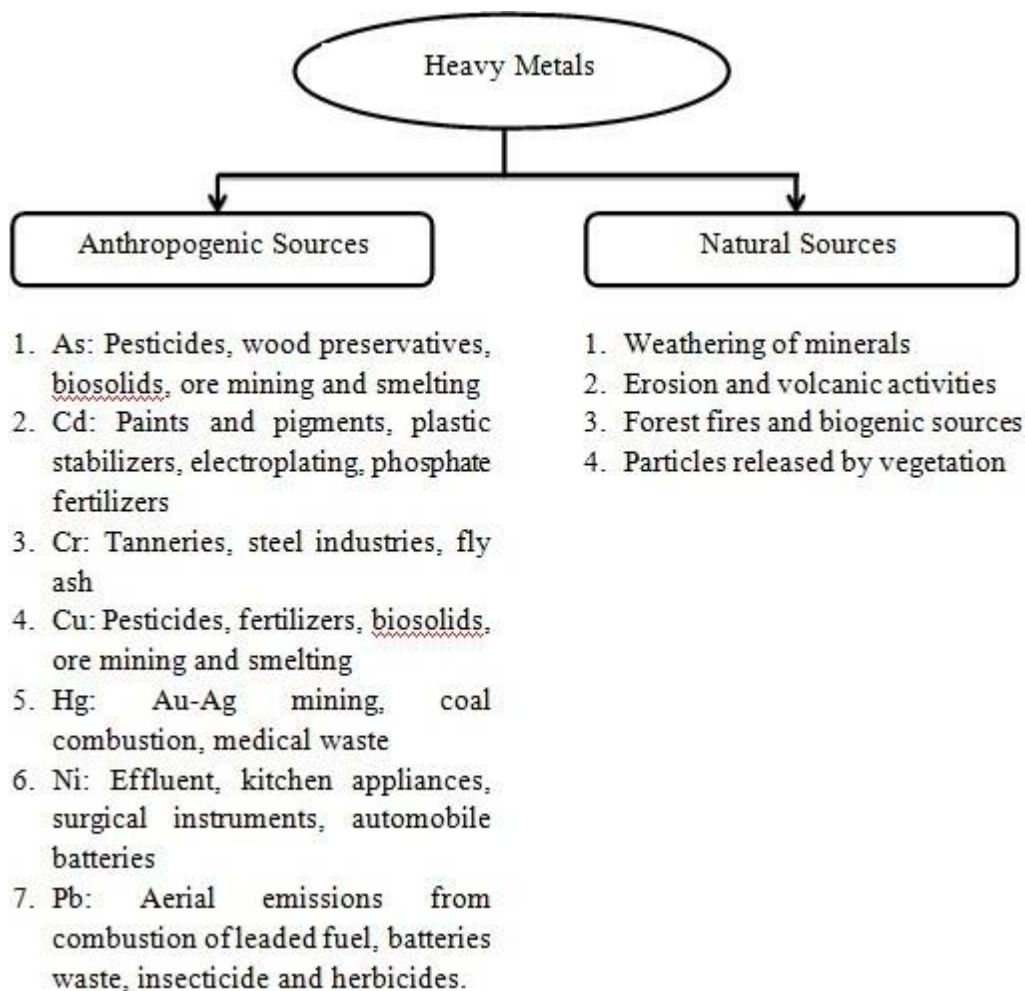 Heavy Metals
Anthropogenic Sources
Natural Sources
1. As: Pesticides, wood preservatives,
biosolids, ore mining and smelting
2. Cd: Paints and pigments, plastic
stabilizers, electroplating, phosphate
fertilizers
3. Cr: Tanneries, steel industries, fly
ash
4. Cu: Pesticides, fertilizers, biosolids,
ore mining and smelting
5. Hg: Au-Ag mining, coal
combustion, medical waste
6. Ni: Effluent, kitchen appliances,
surgical instruments, automobile
batteries
7. Pb: Aerial emissions from
combustion of leaded fuel, batteries
waste, insecticide and herbicides.
1. Weathering of minerals
2. Erosion and volcanic activities
3. Forest fires and biogenic sources
4. Particles released by vegetation